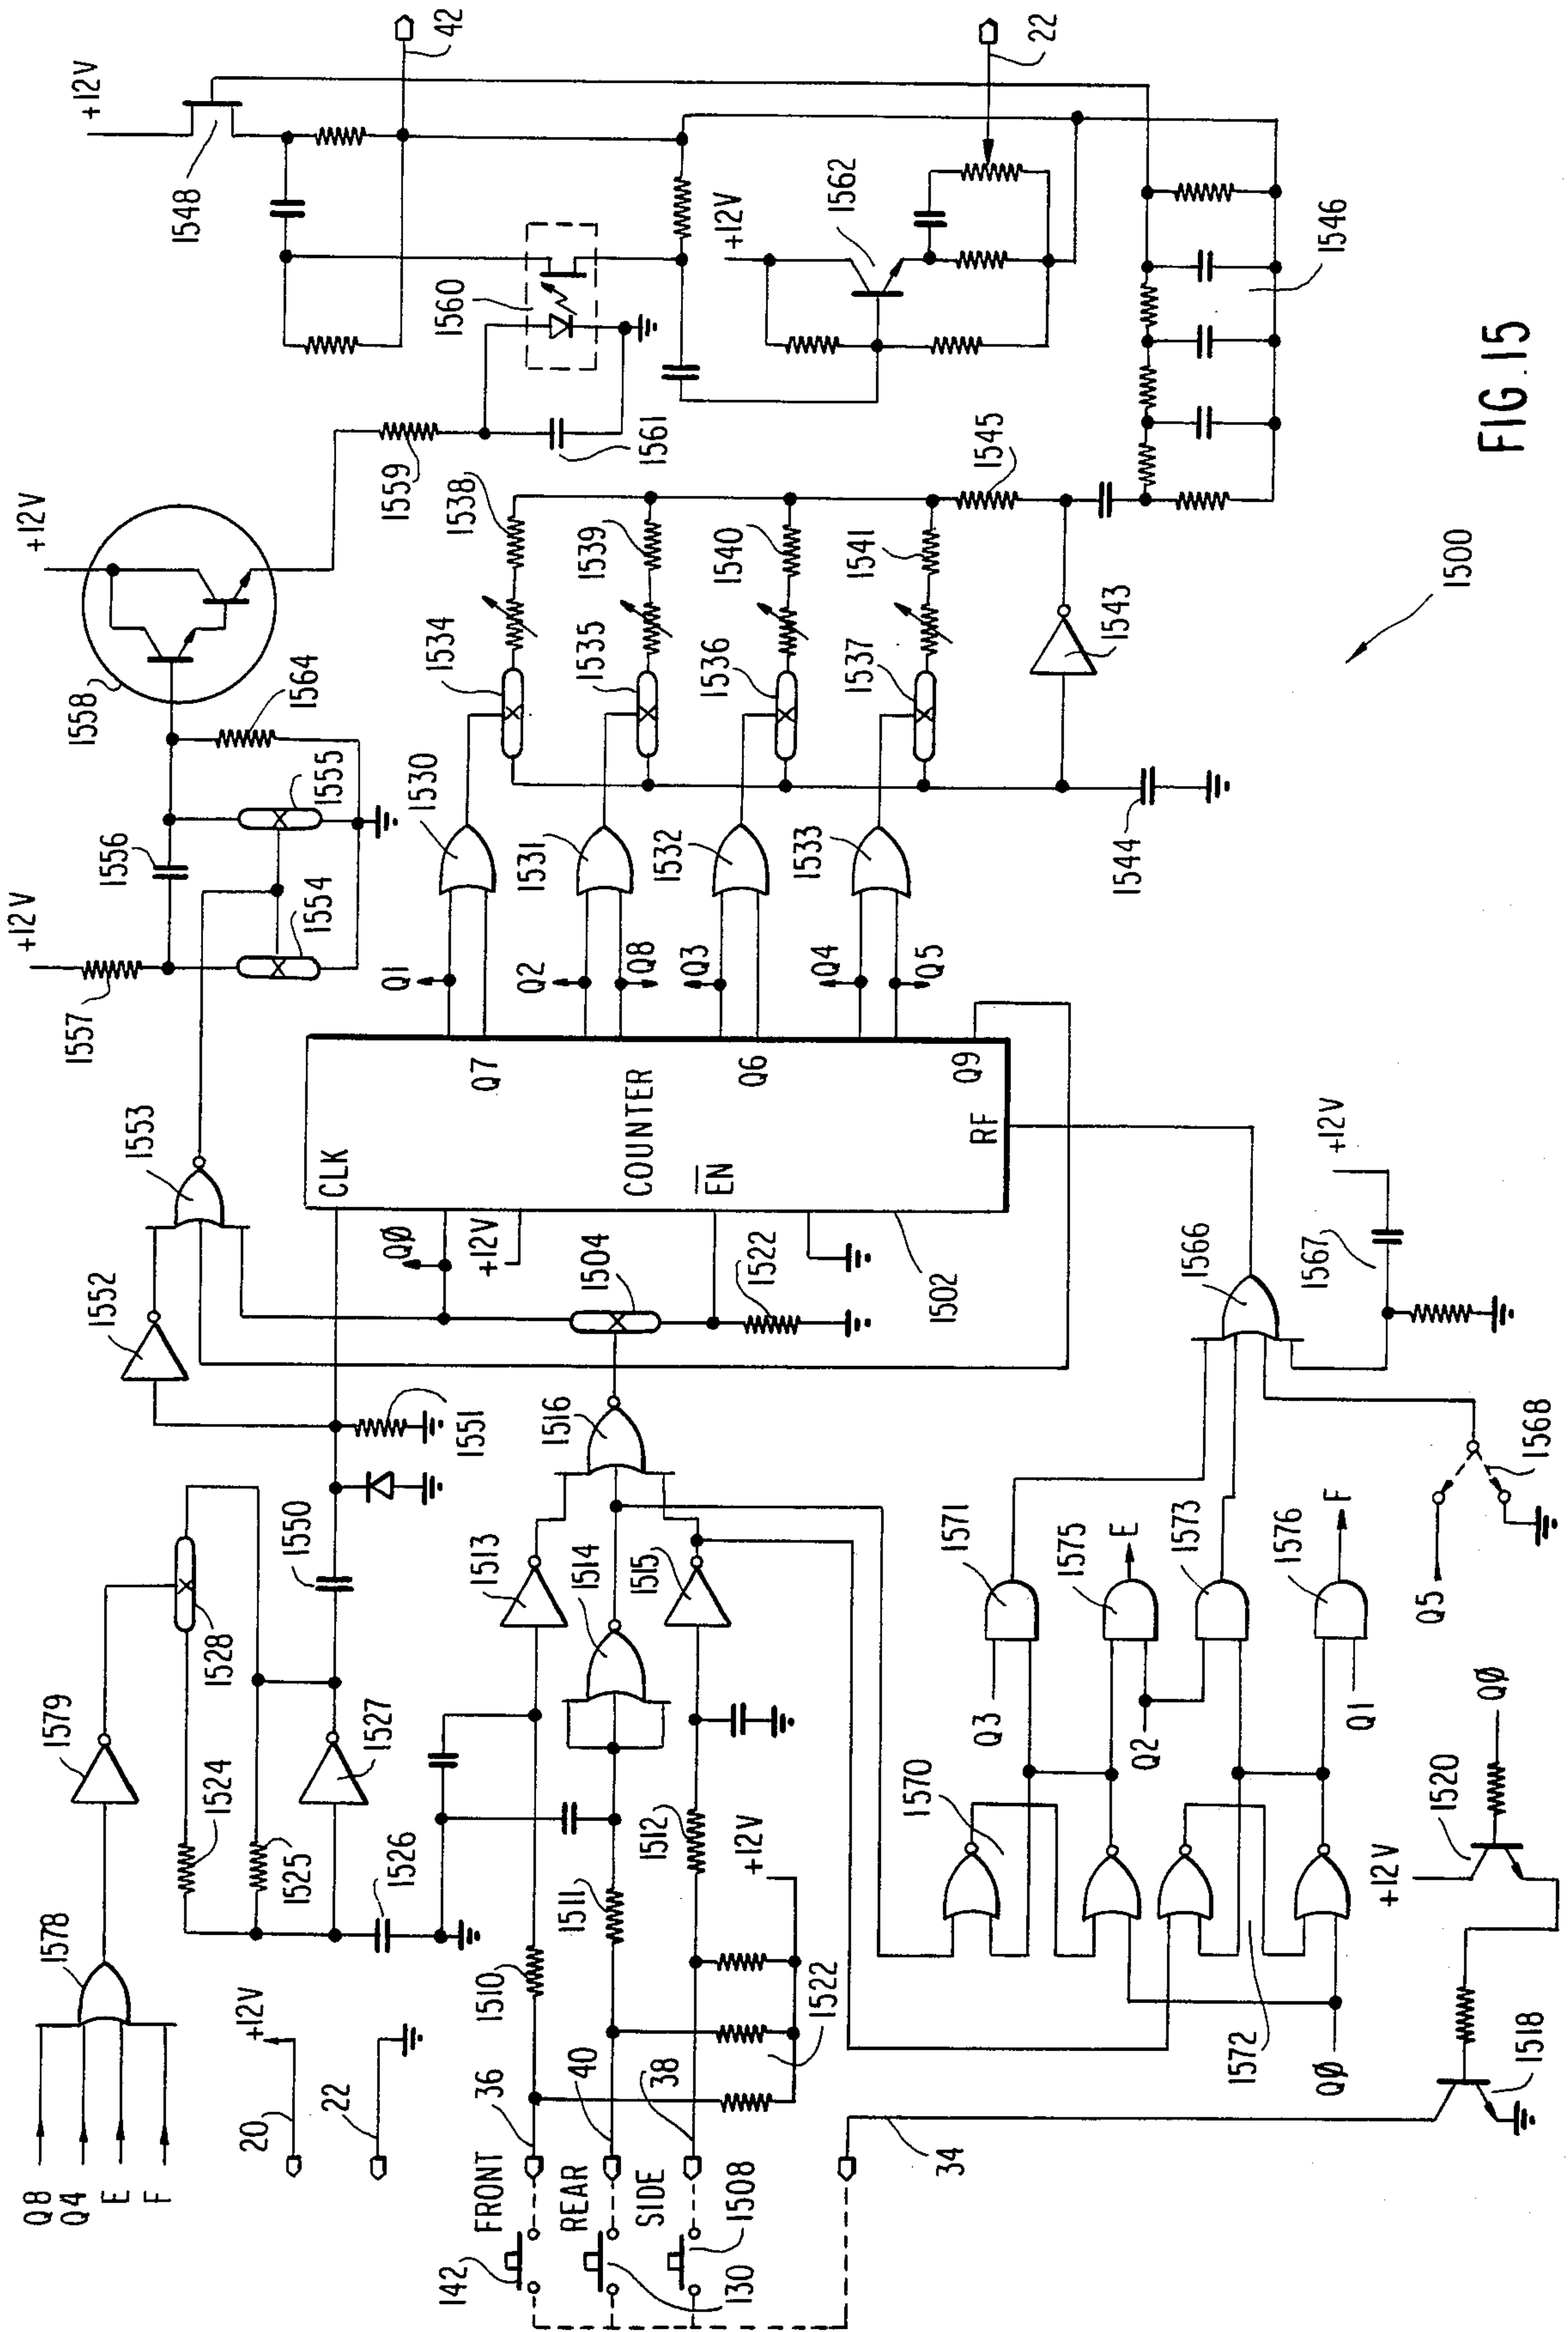 +12V
42
1548
+12V
1558
1564
1560
1559
1561
+12V
1562
22
+12V
1557
1556
1554
1555
1538
1534
1539
1535
1540
1536
1541
1537
1545
1546
1543
1544
1530
1531
1532
1533
Q1
Q2
Q8
Q3
Q4
Q5
1553
1552
CLK
Q7
COUNTER
Q6
EN
Q9
RF
QØ
+12V
1504
1522
1502
1551
1550
1528
1579
1524
1525
1527
1526
1578
Q8
Q4
E
F
+12V
20
22
1516
1513
1514
1515
1510
1511
1512
+12V
1522
FRONT
36
REAR
40
SIDE
38
142
130
1508
34
1566
1567
+12V
1568
Q5
1571
1575
E
1573
1576
F
Q3
Q2
Q1
1570
1572
QØ
1520
+12V
QØ
1518
1500
FIG.15